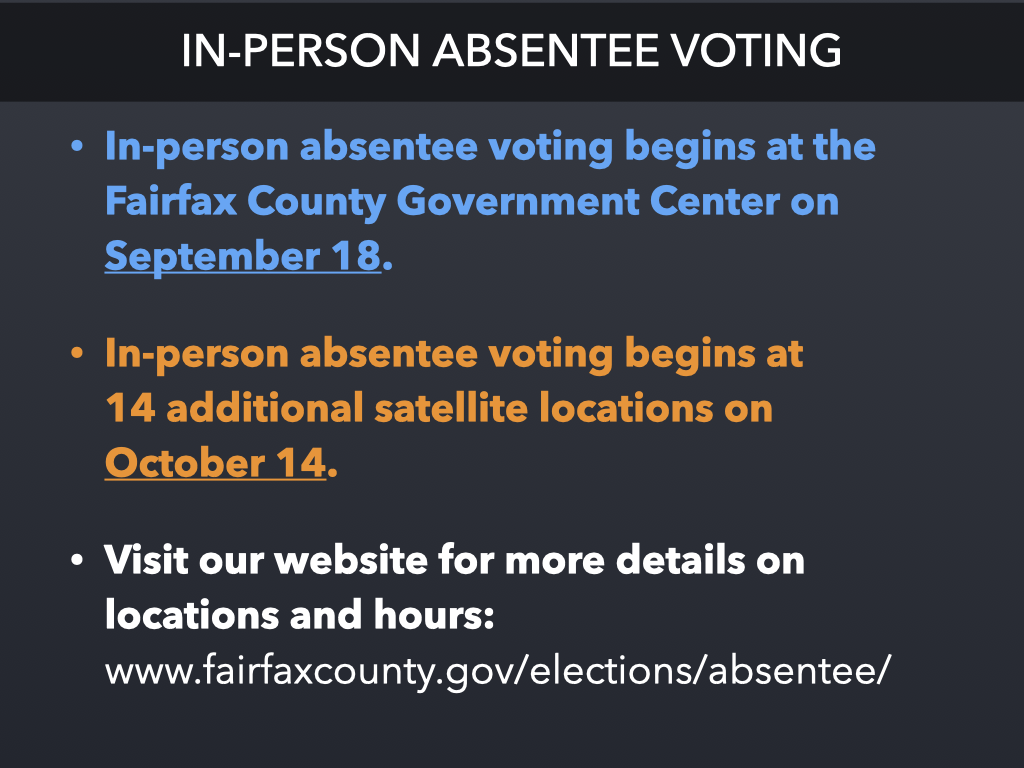 IN-PERSON ABSENTEE VOTING
• In-person absentee voting begins at the
Fairfax County Government Center on
September 18.
• In-person absentee voting begins at
14 additional satellite locations on
October 14.
• Visit our website for more details on
locations and hours:
www.fairfaxcounty.gov/elections/absentee/